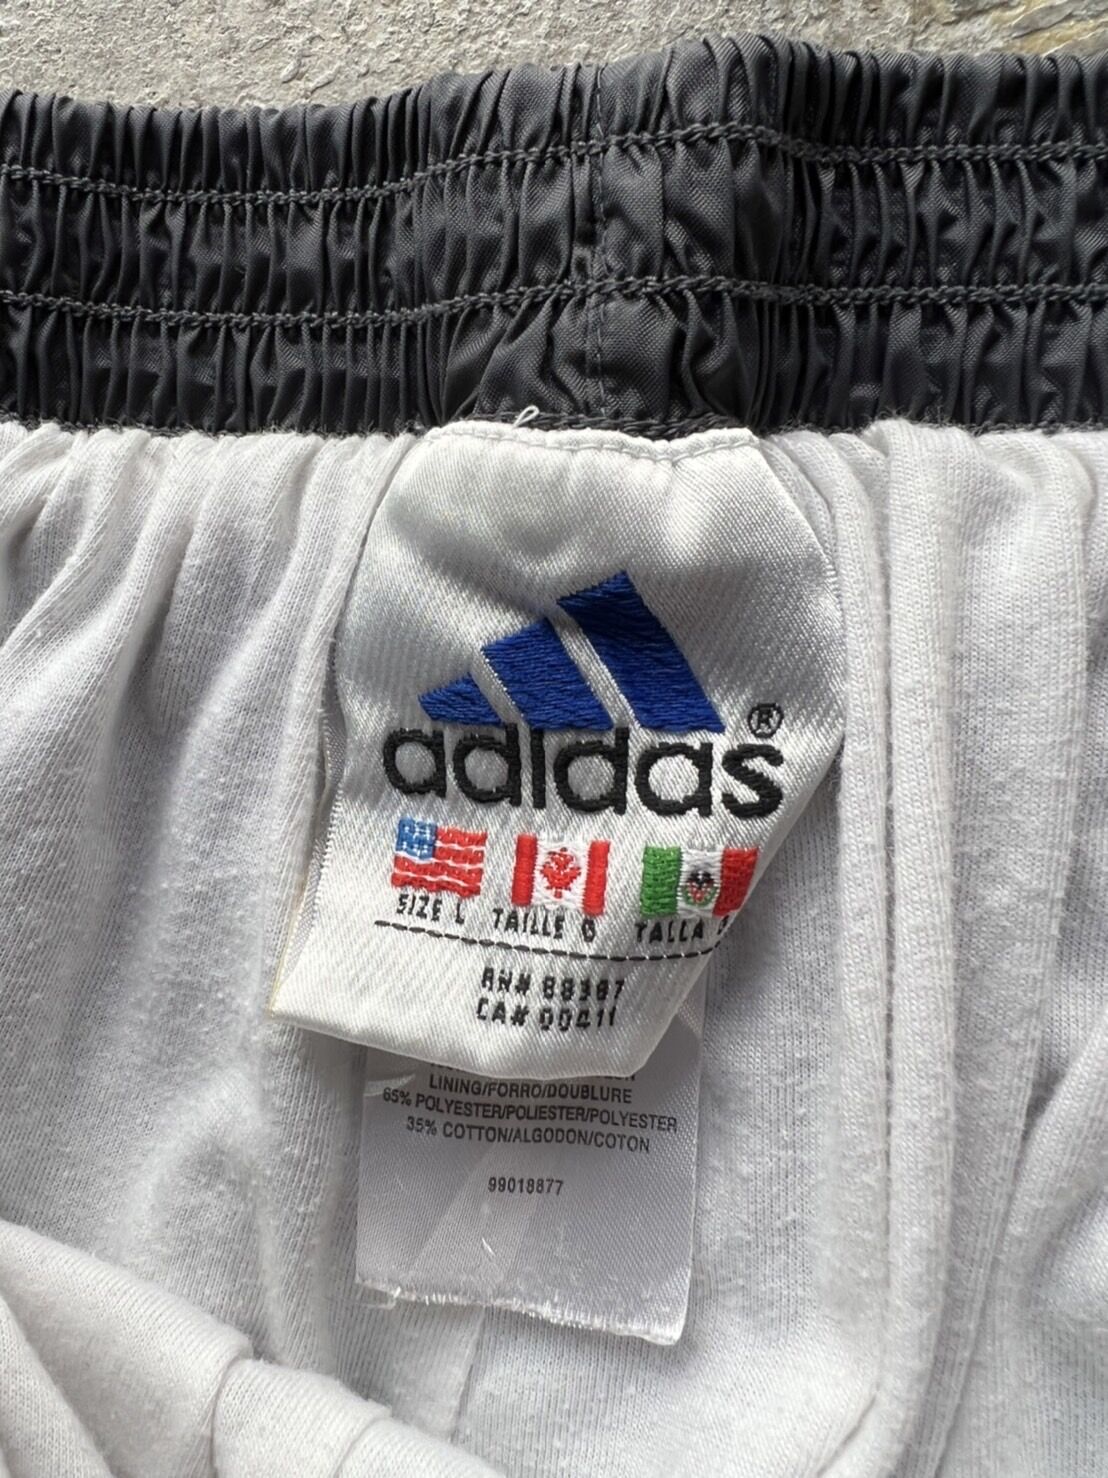 adidas®
SIZE L TAILLE G TALLA
RN# 88387
CA# 00411
LINING/FORRO/DOUBLURE
65% POLYESTER/POLIESTER/POLYESTER
35% COTTON/ALGODON/COTON
99018877